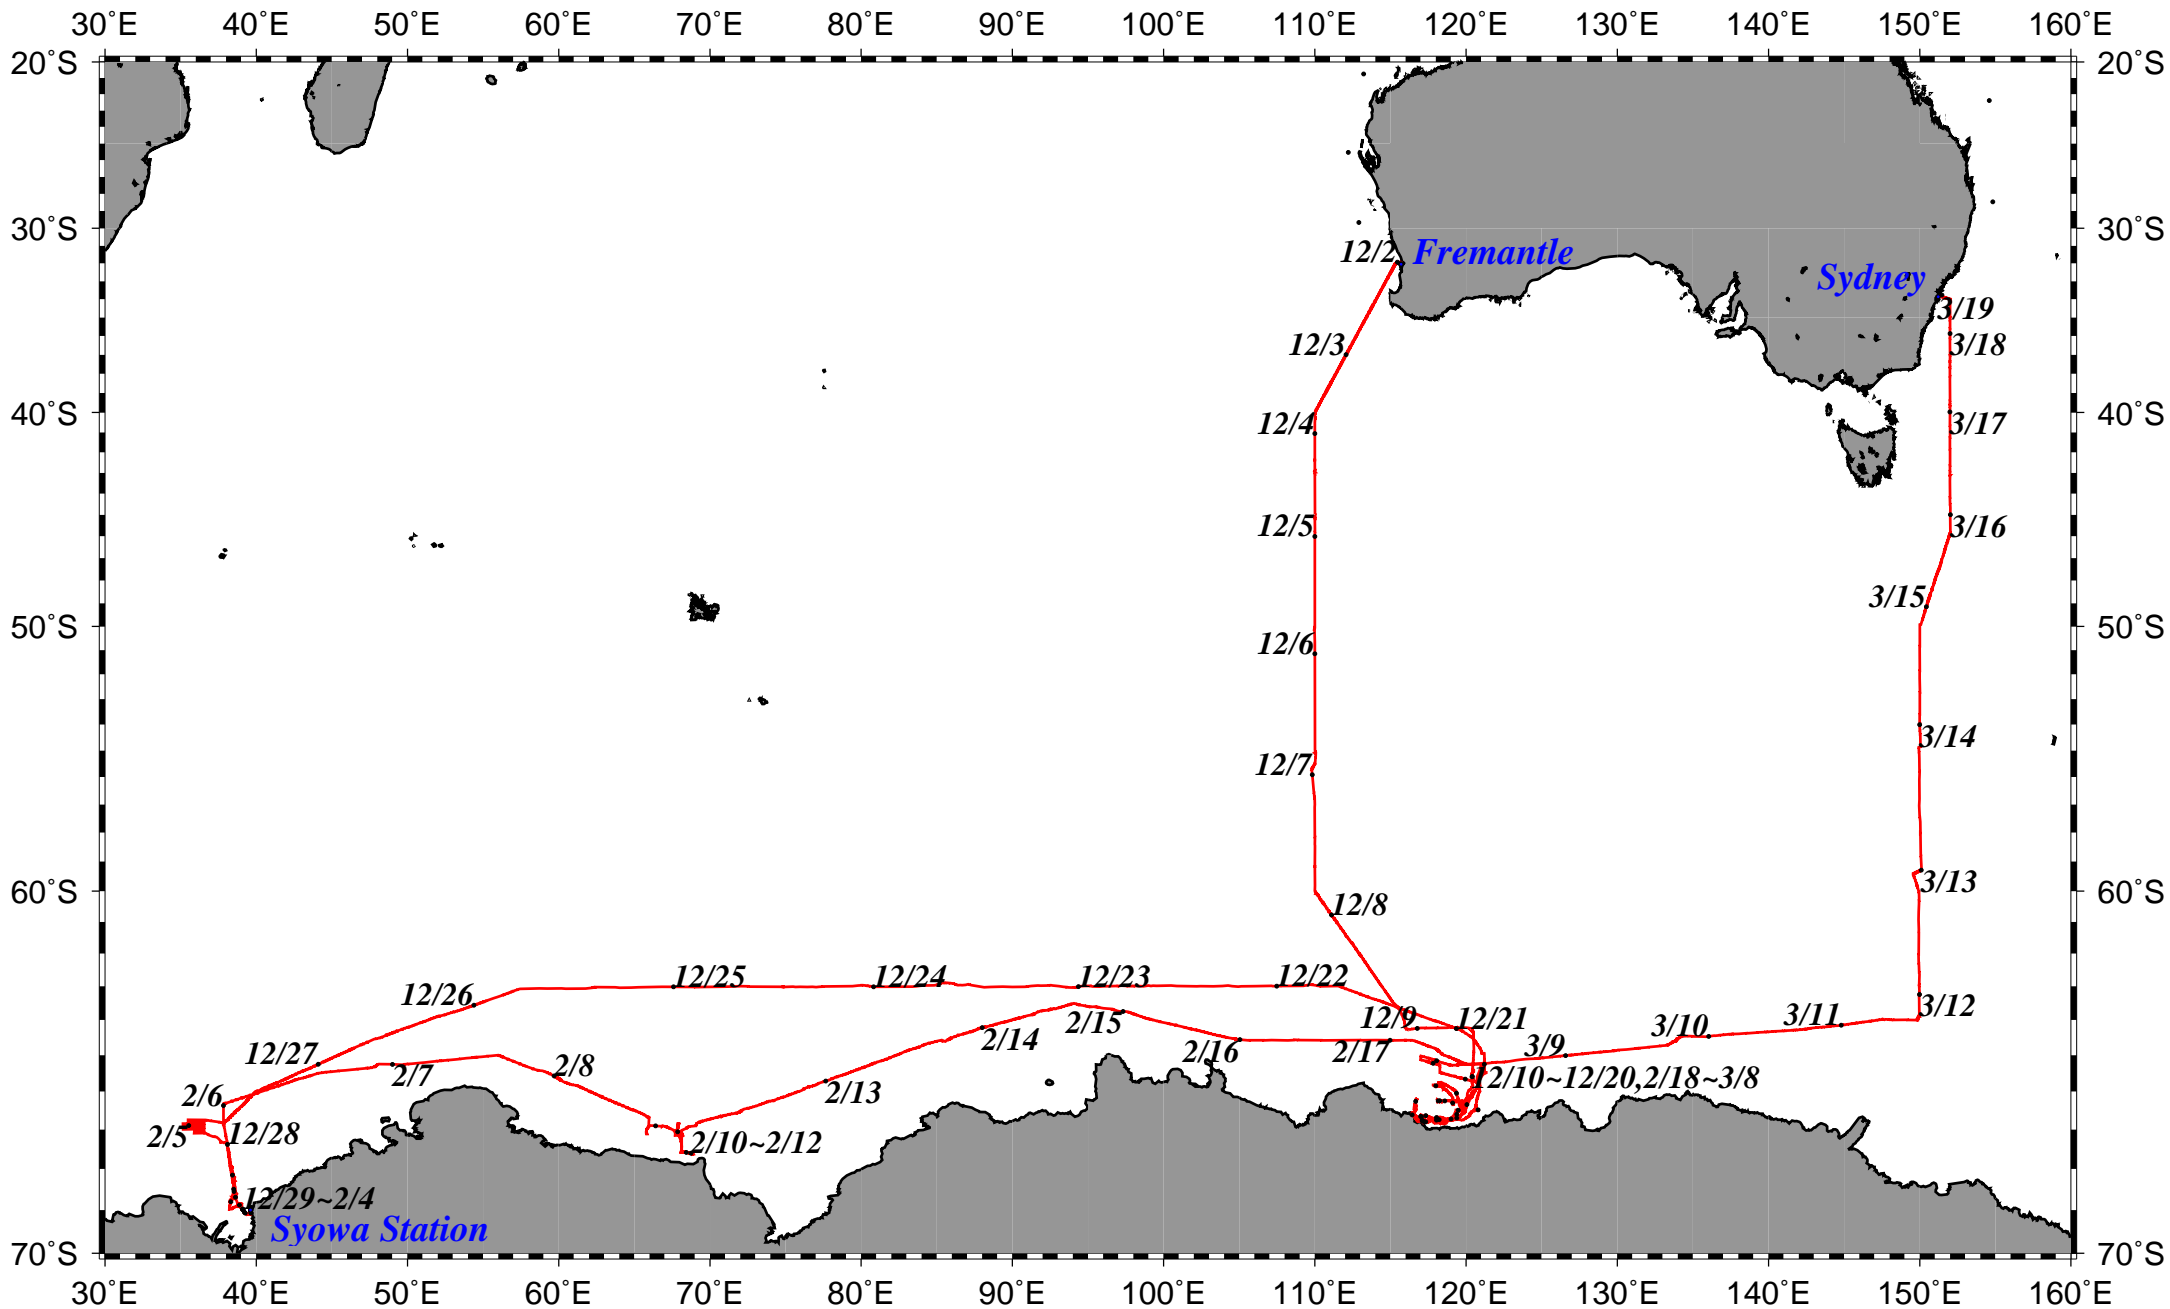 30°E 40°E 50°E 60°E 70°E 80°E 90°E 100°E 110°E 120°E 130°E 140°E 150°E 160°E
20°S 20°S
30°S 30°S
12/2 Fremantle
Sydney
3/19
12/3
3/18
40°S 40°S
12/4
3/17
12/5
3/16
3/15
50°S 50°S
12/6
3/14
12/7
60°S 60°S
3/13
12/8
12/26 12/25 12/24 12/23 12/22
3/12
2/15 12/9 12/21 3/10 3/11
2/14
12/27 2/8 2/16 2/17 3/9
2/7
2/13 12/10~12/20,2/18~3/8
2/6
2/5 12/28
2/10~2/12
12/29~2/4
Syowa Station
70°S 70°S
30°E 40°E 50°E 60°E 70°E 80°E 90°E 100°E 110°E 120°E 130°E 140°E 150°E 160°E